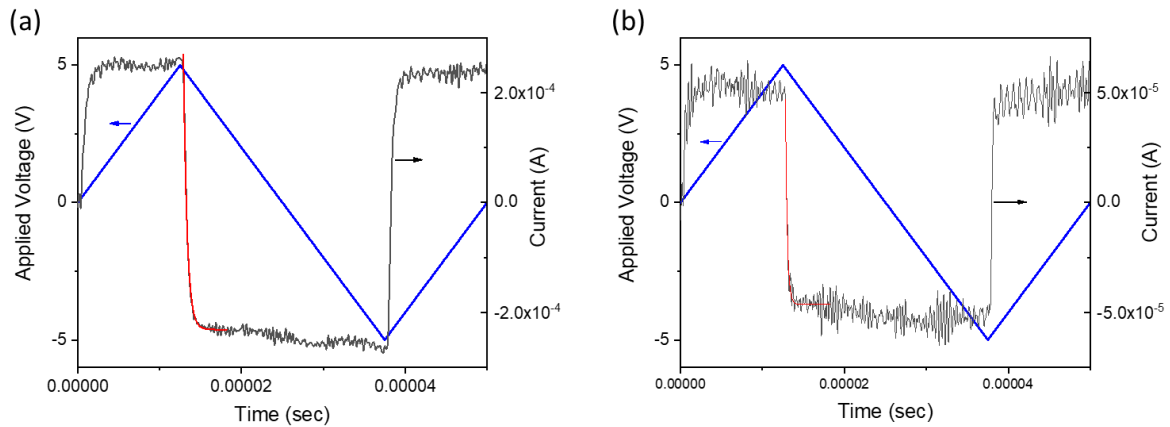 (a)
5
0
-5
Applied Voltage (V)
2.0x10⁻⁴
0.0
-2.0x10⁻⁴
Current (A)
0.00000
0.00002
0.00004
Time (sec)
(b)
5
0
-5
Applied Voltage (V)
5.0x10⁻⁵
0.0
-5.0x10⁻⁵
Current (A)
0.00000
0.00002
0.00004
Time (sec)